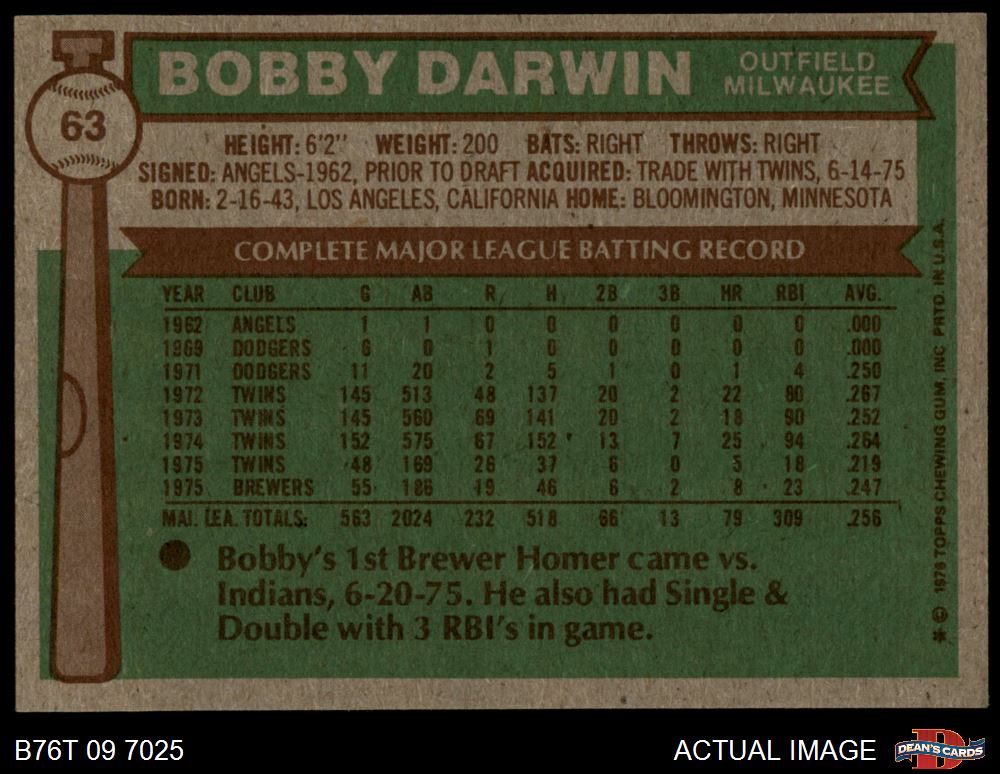 BOBBY DARWIN
OUTFIELD
MILWAUKEE
63
HEIGHT: 6'2" WEIGHT: 200 BATS: RIGHT THROWS: RIGHT
SIGNED: ANGELS-1962, PRIOR TO DRAFT ACQUIRED: TRADE WITH TWINS, 6-14-75
BORN: 2-16-43, LOS ANGELES, CALIFORNIA HOME: BLOOMINGTON, MINNESOTA
COMPLETE MAJOR LEAGUE BATTING RECORD
YEAR CLUB G AB R H 2B 3B HR RBI AVG.
1962 ANGELS 1 1 0 0 0 0 0 0 .000
1969 DODGERS 6 0 1 0 0 0 0 0 .000
1971 DODGERS 11 20 2 5 1 0 1 4 .250
1972 TWINS 145 513 48 137 20 2 22 80 .267
1973 TWINS 145 560 69 141 20 2 18 90 .252
1974 TWINS 152 575 67 152 13 7 25 94 .264
1975 TWINS 48 169 26 37 6 0 5 18 .219
1975 BREWERS 55 186 19 46 6 2 8 23 .247
MAJ. LEA. TOTALS: 563 2024 232 518 66 13 79 309 .256
Bobby's 1st Brewer Homer came vs.
Indians, 6-20-75. He also had Single &
Double with 3 RBI's in game.
* © 1976 TOPPS CHEWING GUM, INC PRTD. IN U.S.A.
B76T 09 7025
ACTUAL IMAGE
D
DEAN'S CARDS